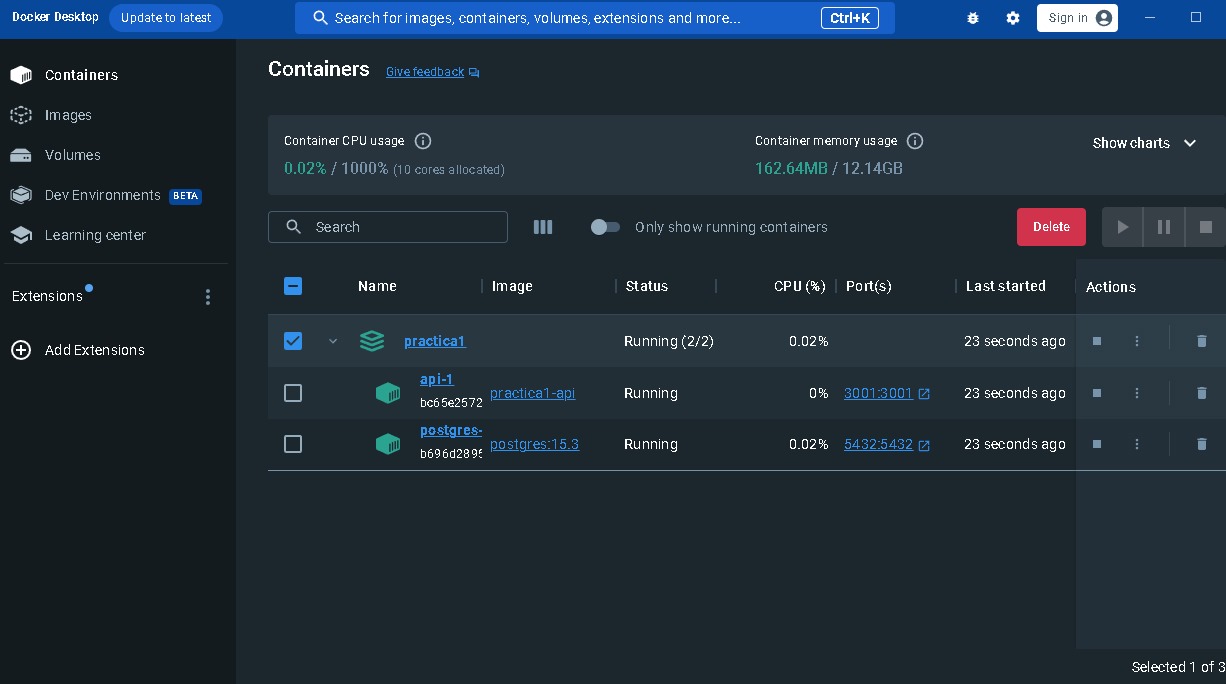 Docker Desktop Update to latest Search for images, containers, volumes, extensions and more... Ctrl+K Sign in
Containers
Images
Volumes
Dev Environments BETA
Learning center
Extensions
Add Extensions
Containers Give feedback
Container CPU usage
0.02% / 1000% (10 cores allocated)
Container memory usage
162.64MB / 12.14GB
Show charts
Search Only show running containers Delete
Name Image Status CPU (%) Port(s) Last started Actions
practica1 Running (2/2) 0.02% 23 seconds ago
api-1
bc65e2572
practica1-api Running 0% 3001:3001 23 seconds ago
postgres-
b696d2895
postgres:15.3 Running 0.02% 5432:5432 23 seconds ago
Selected 1 of 3